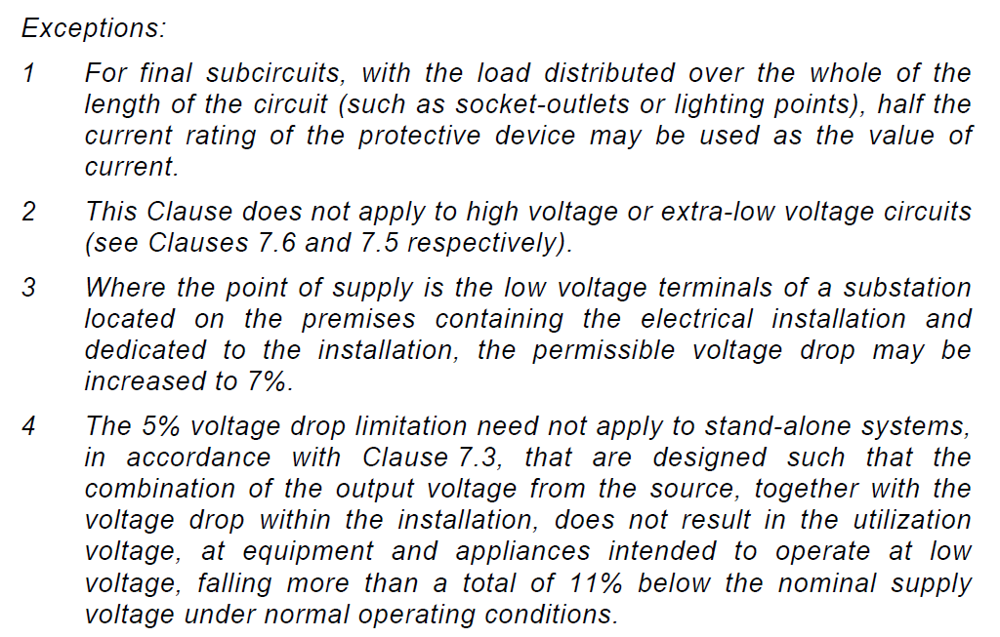 Exceptions:
1 For final subcircuits, with the load distributed over the whole of the
length of the circuit (such as socket-outlets or lighting points), half the
current rating of the protective device may be used as the value of
current.
2 This Clause does not apply to high voltage or extra-low voltage circuits
(see Clauses 7.6 and 7.5 respectively).
3 Where the point of supply is the low voltage terminals of a substation
located on the premises containing the electrical installation and
dedicated to the installation, the permissible voltage drop may be
increased to 7%.
4 The 5% voltage drop limitation need not apply to stand-alone systems,
in accordance with Clause 7.3, that are designed such that the
combination of the output voltage from the source, together with the
voltage drop within the installation, does not result in the utilization
voltage, at equipment and appliances intended to operate at low
voltage, falling more than a total of 11% below the nominal supply
voltage under normal operating conditions.